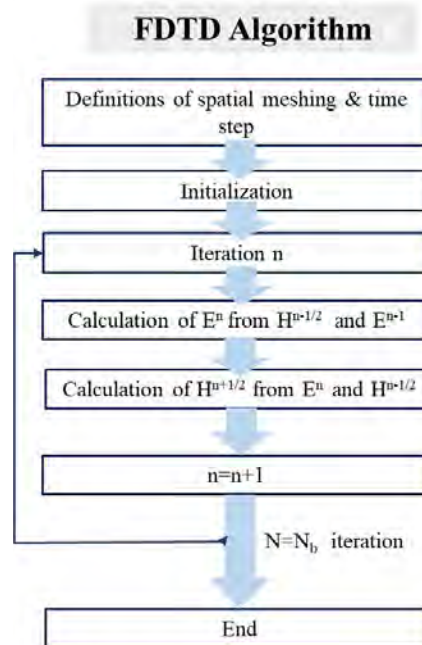 FDTD Algorithm
Definitions of spatial meshing & time
step
Initialization
Iteration n
Calculation of Eⁿ from Hⁿ⁻¹/² and Eⁿ⁻¹
Calculation of Hⁿ⁺¹/² from Eⁿ and Hⁿ⁻¹/²
n=n+1
N=N_b iteration
End